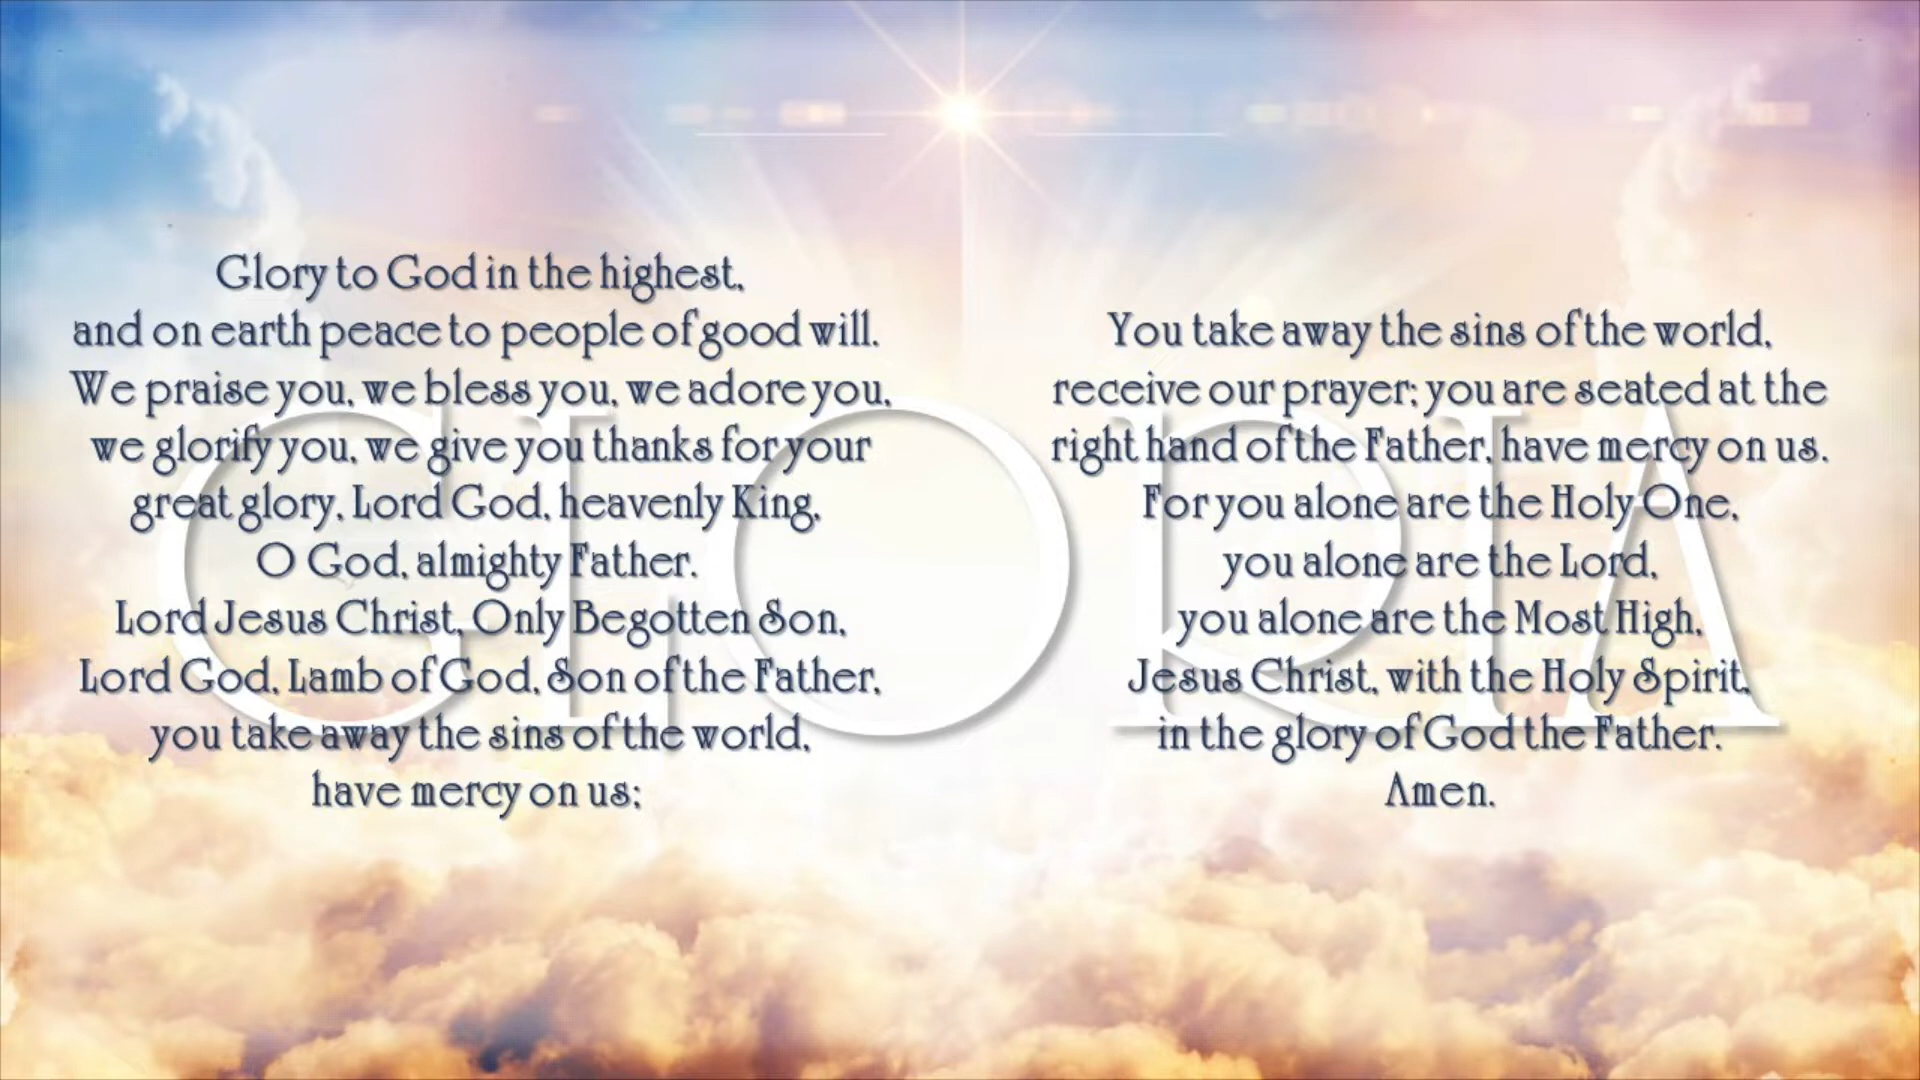 Glory to God in the highest,
and on earth peace to people of good will.
We praise you, we bless you, we adore you,
we glorify you, we give you thanks for your
great glory, Lord God, heavenly King,
O God, almighty Father.
Lord Jesus Christ, Only Begotten Son,
Lord God, Lamb of God, Son of the Father,
you take away the sins of the world,
have mercy on us;
You take away the sins of the world,
receive our prayer; you are seated at the
right hand of the Father, have mercy on us.
For you alone are the Holy One,
you alone are the Lord,
you alone are the Most High,
Jesus Christ, with the Holy Spirit,
in the glory of God the Father.
Amen.
GLORIA